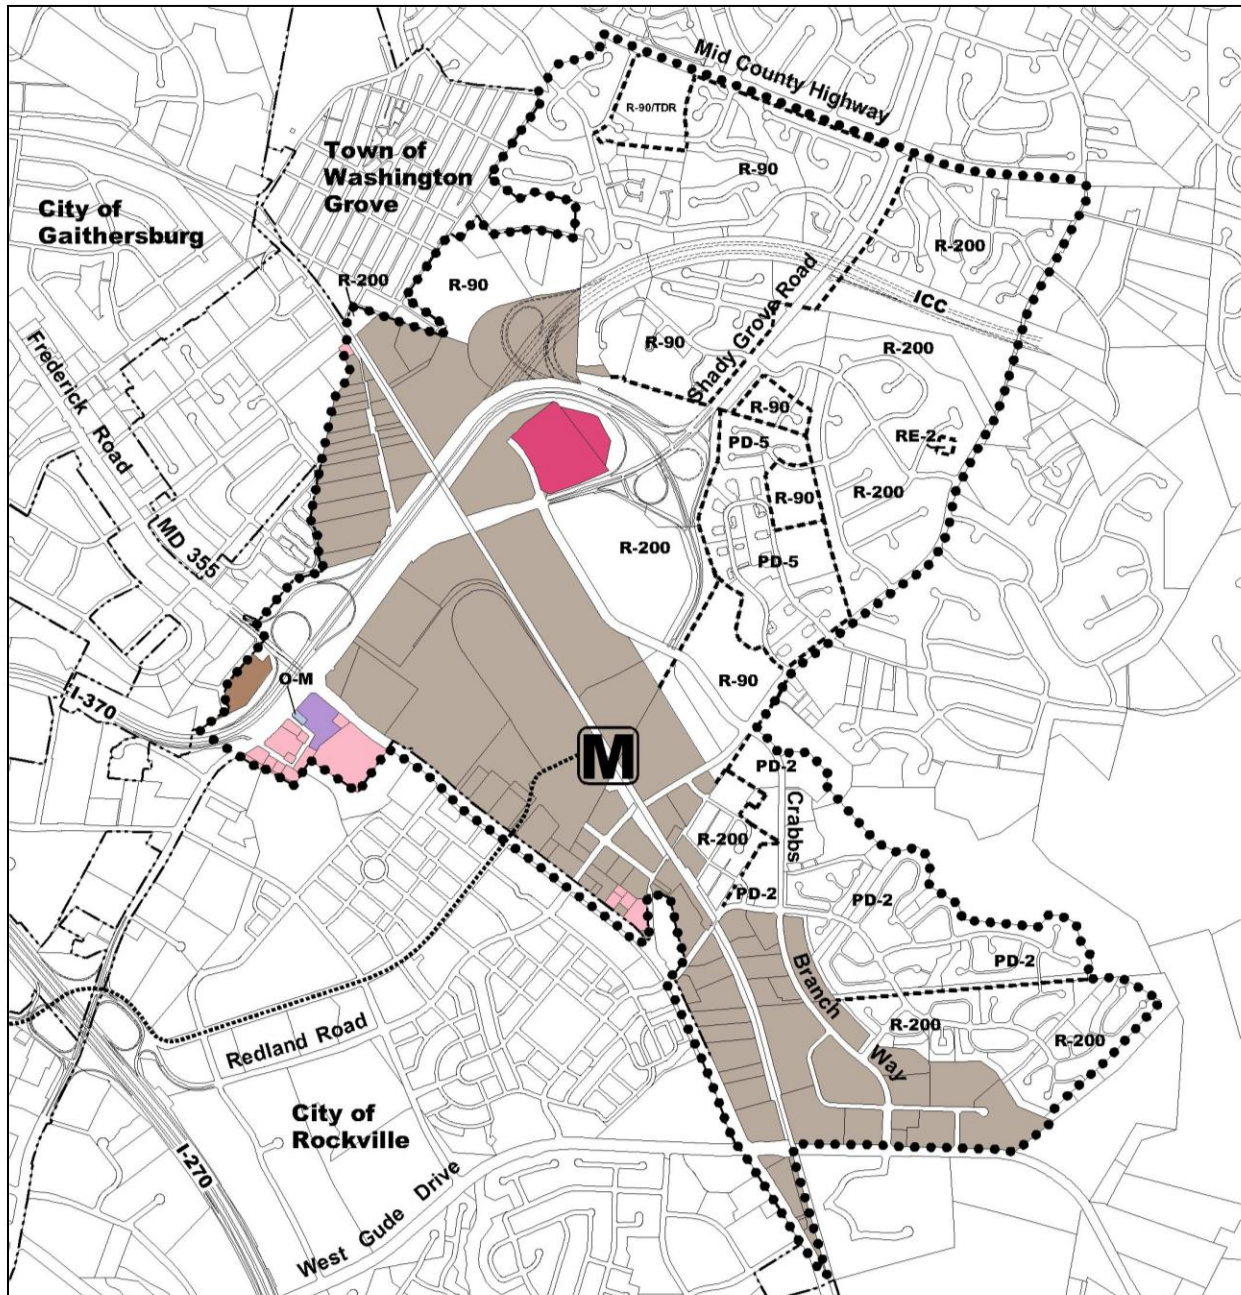 Mid County Highway
R-90/TDR
Town of
Washington
Grove
R-90
City of
Gaithersburg
R-200
R-200
R-90
ICC
Shady Grove Road
Frederick
Road
R-90
R-200
R-90
RE-2
PD-5
R-90
R-200
MD 355
R-200
PD-5
O-M
R-90
I-370
M
PD-2
Crabbs
R-200
PD-2
PD-2
PD-2
Branch
Way
R-200
R-200
Redland Road
City of
Rockville
I-270
West Gude Drive